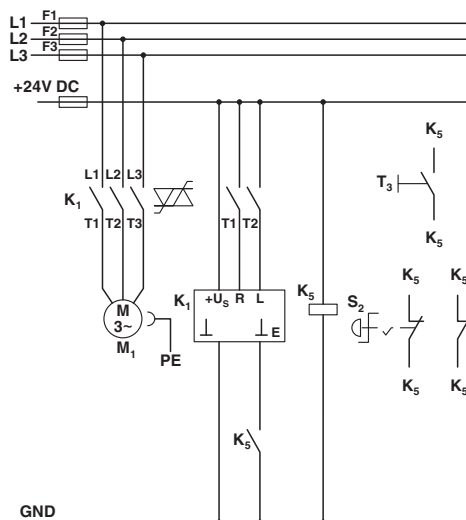 L1 F1
L2 F2
L3 F3
+24V DC
K5
L1 L2 L3
T3
K1
T1 T2 T3
T1 T2
K5
K1 +US R L
K5
S2
K5 K5
M
3~
M1
E
PE
K5 K5
K5
GND